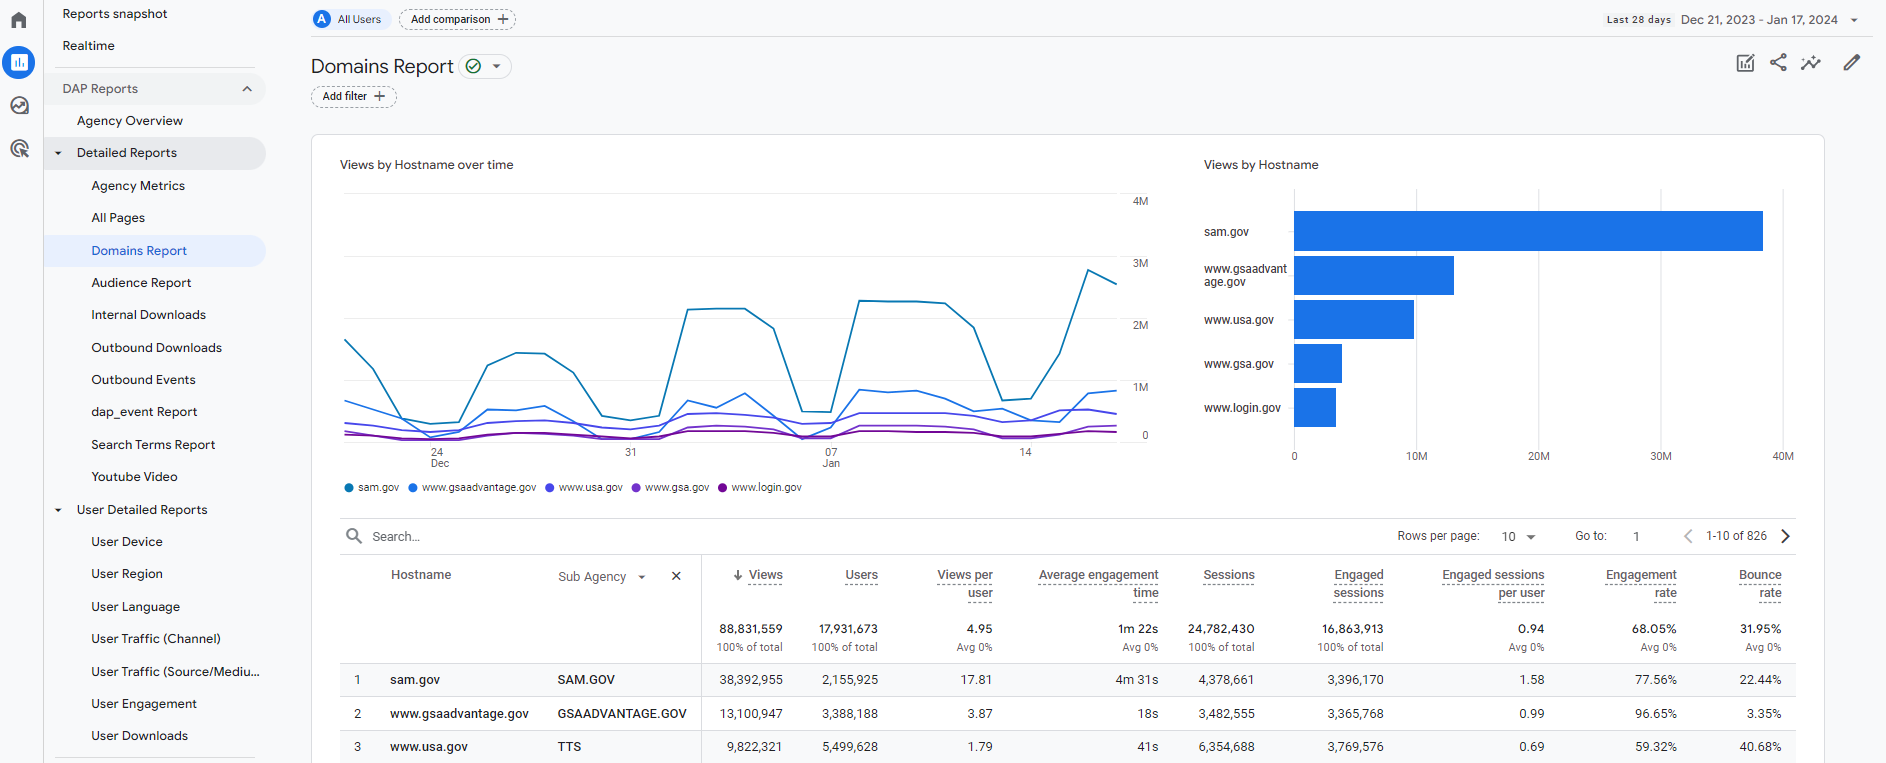 Reports snapshot
Realtime
DAP Reports
Agency Overview
Detailed Reports
Agency Metrics
All Pages
Domains Report
Audience Report
Internal Downloads
Outbound Downloads
Outbound Events
dap_event Report
Search Terms Report
Youtube Video
User Detailed Reports
User Device
User Region
User Language
User Traffic (Channel)
User Traffic (Source/Mediu...
User Engagement
User Downloads
A All Users Add comparison +
Last 28 days Dec 21, 2023 - Jan 17, 2024
Domains Report
Add filter +
Views by Hostname over time
4M
3M
2M
1M
0
24
Dec
31
07
Jan
14
sam.gov www.gsaadvantage.gov www.usa.gov www.gsa.gov www.login.gov
Views by Hostname
sam.gov
www.gsaadvant
age.gov
www.usa.gov
www.gsa.gov
www.login.gov
0 10M 20M 30M 40M
Search...
Rows per page: 10 Go to: 1 1-10 of 826
Hostname Sub Agency Views Users Views per user Average engagement time Sessions Engaged sessions Engaged sessions per user Engagement rate Bounce rate
88,831,559 17,931,673 4.95 1m 22s 24,782,430 16,863,913 0.94 68.05% 31.95%
100% of total 100% of total Avg 0% Avg 0% 100% of total 100% of total Avg 0% Avg 0% Avg 0%
1 sam.gov SAM.GOV 38,392,955 2,155,925 17.81 4m 31s 4,378,661 3,396,170 1.58 77.56% 22.44%
2 www.gsaadvantage.gov GSAADVANTAGE.GOV 13,100,947 3,388,188 3.87 18s 3,482,555 3,365,768 0.99 96.65% 3.35%
3 www.usa.gov TTS 9,822,321 5,499,628 1.79 41s 6,354,688 3,769,576 0.69 59.32% 40.68%